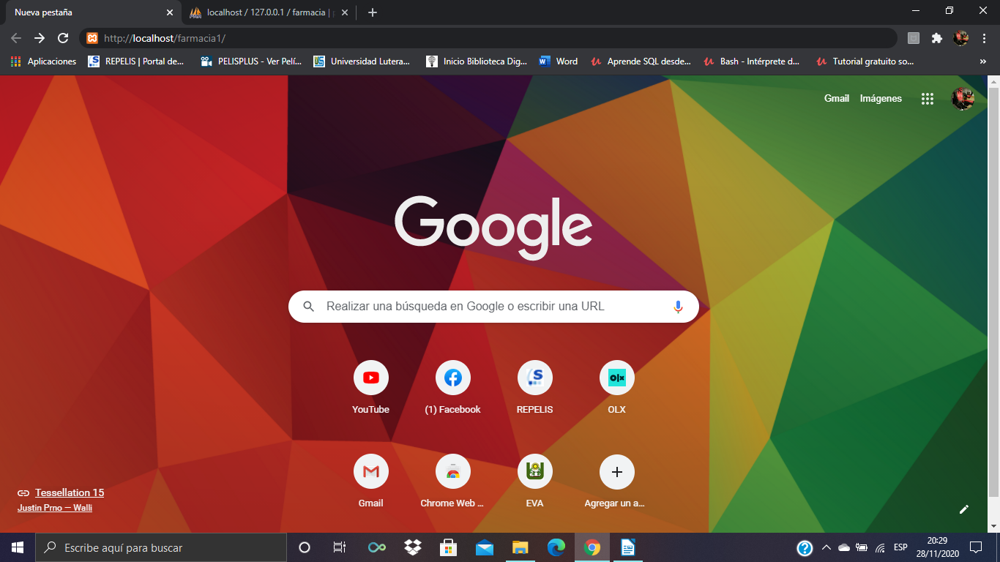 Nueva pestaña
localhost / 127.0.0.1 / farmacia |
http://localhost/farmacia1/
Aplicaciones
REPELIS | Portal de...
PELISPLUS - Ver Pelí...
Universidad Lutera...
Inicio Biblioteca Dig...
Word
Aprende SQL desde...
Bash - Intérprete d...
Tutorial gratuito so...
»
Gmail
Imágenes
Google
Realizar una búsqueda en Google o escribir una URL
YouTube
(1) Facebook
REPELIS
OLX
Gmail
Chrome Web ...
EVA
Agregar un a...
Tessellation 15
Justin Prno — Walli
Escribe aquí para buscar
ESP
20:29
28/11/2020